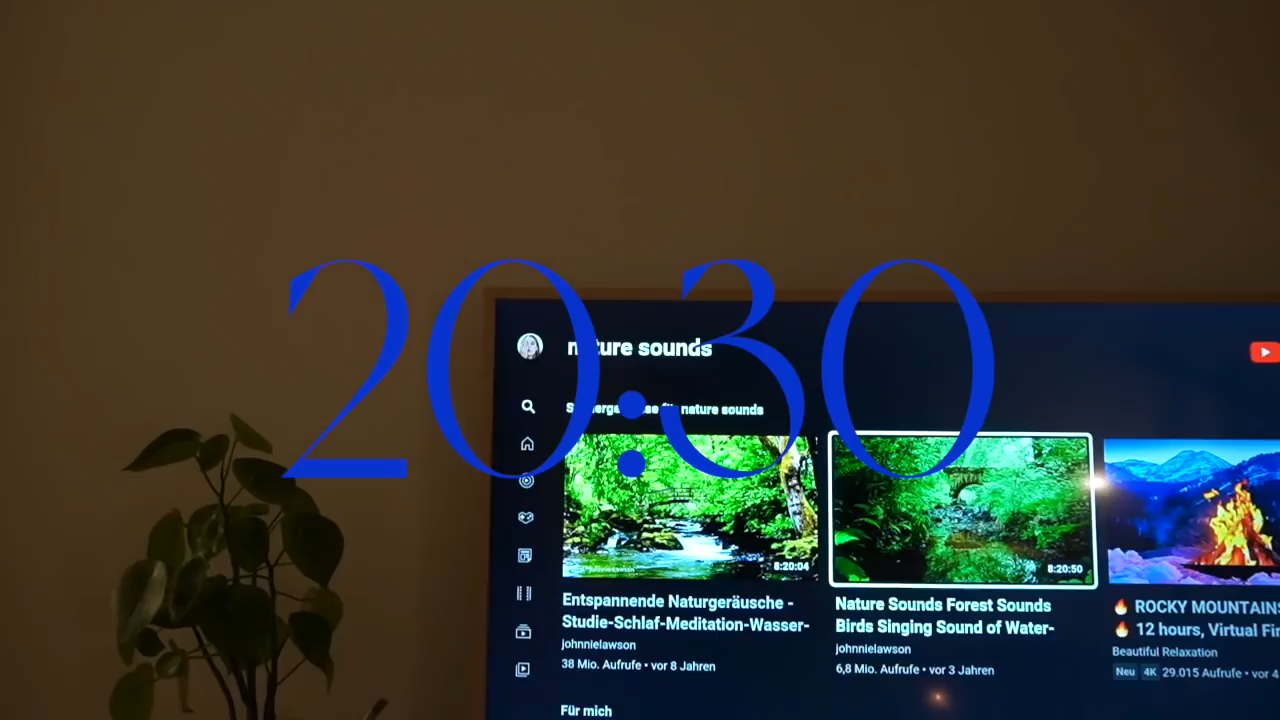 20:30
nature sounds
für nature sounds
8:20:04
8:20:50
Entspannende Naturgeräusche -
Studie-Schlaf-Meditation-Wasser-
johnnielawson
38 Mio. Aufrufe • vor 8 Jahren
Nature Sounds Forest Sounds
Birds Singing Sound of Water-
johnnielawson
6,8 Mio. Aufrufe • vor 3 Jahren
ROCKY MOUNTAINS
12 hours, Virtual
Beautiful Relaxation
Neu 4K 29.015 Aufrufe • vor 4
Für mich